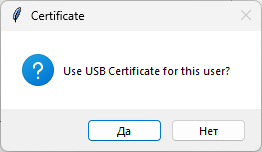 Certificate
Use USB Certificate for this user?
Да
Нет